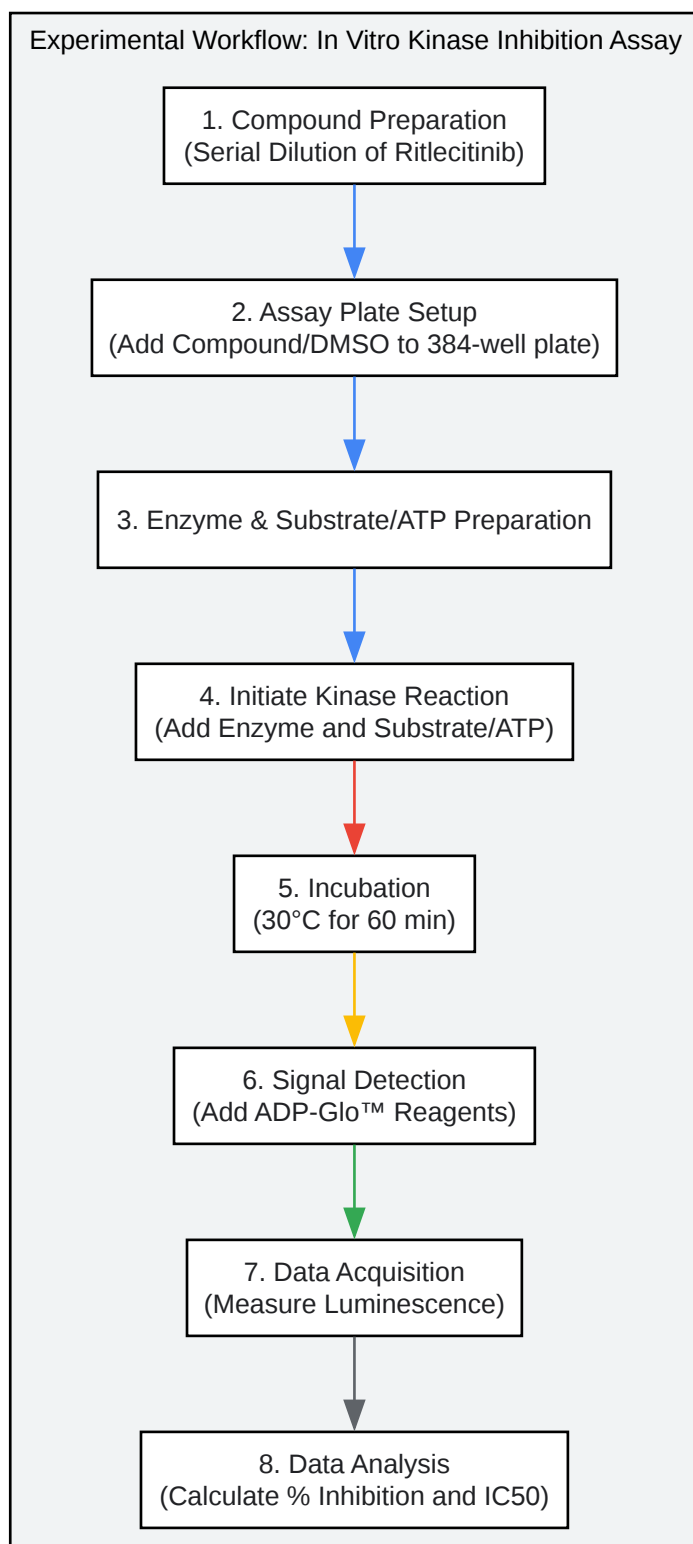 Experimental Workflow: In Vitro Kinase Inhibition Assay
1. Compound Preparation
(Serial Dilution of Ritlecitinib)
2. Assay Plate Setup
(Add Compound/DMSO to 384-well plate)
3. Enzyme & Substrate/ATP Preparation
4. Initiate Kinase Reaction
(Add Enzyme and Substrate/ATP)
5. Incubation
(30°C for 60 min)
6. Signal Detection
(Add ADP-Glo™ Reagents)
7. Data Acquisition
(Measure Luminescence)
8. Data Analysis
(Calculate % Inhibition and IC50)